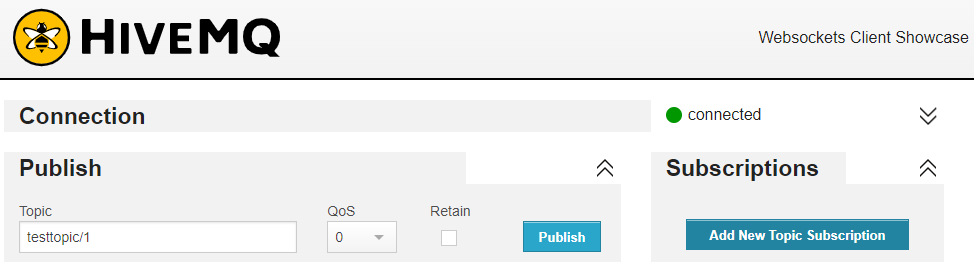 HIVEMQ
Websockets Client Showcase
Connection
connected
Publish
Subscriptions
Topic
QoS
Retain
testtopic/1
0
Publish
Add New Topic Subscription